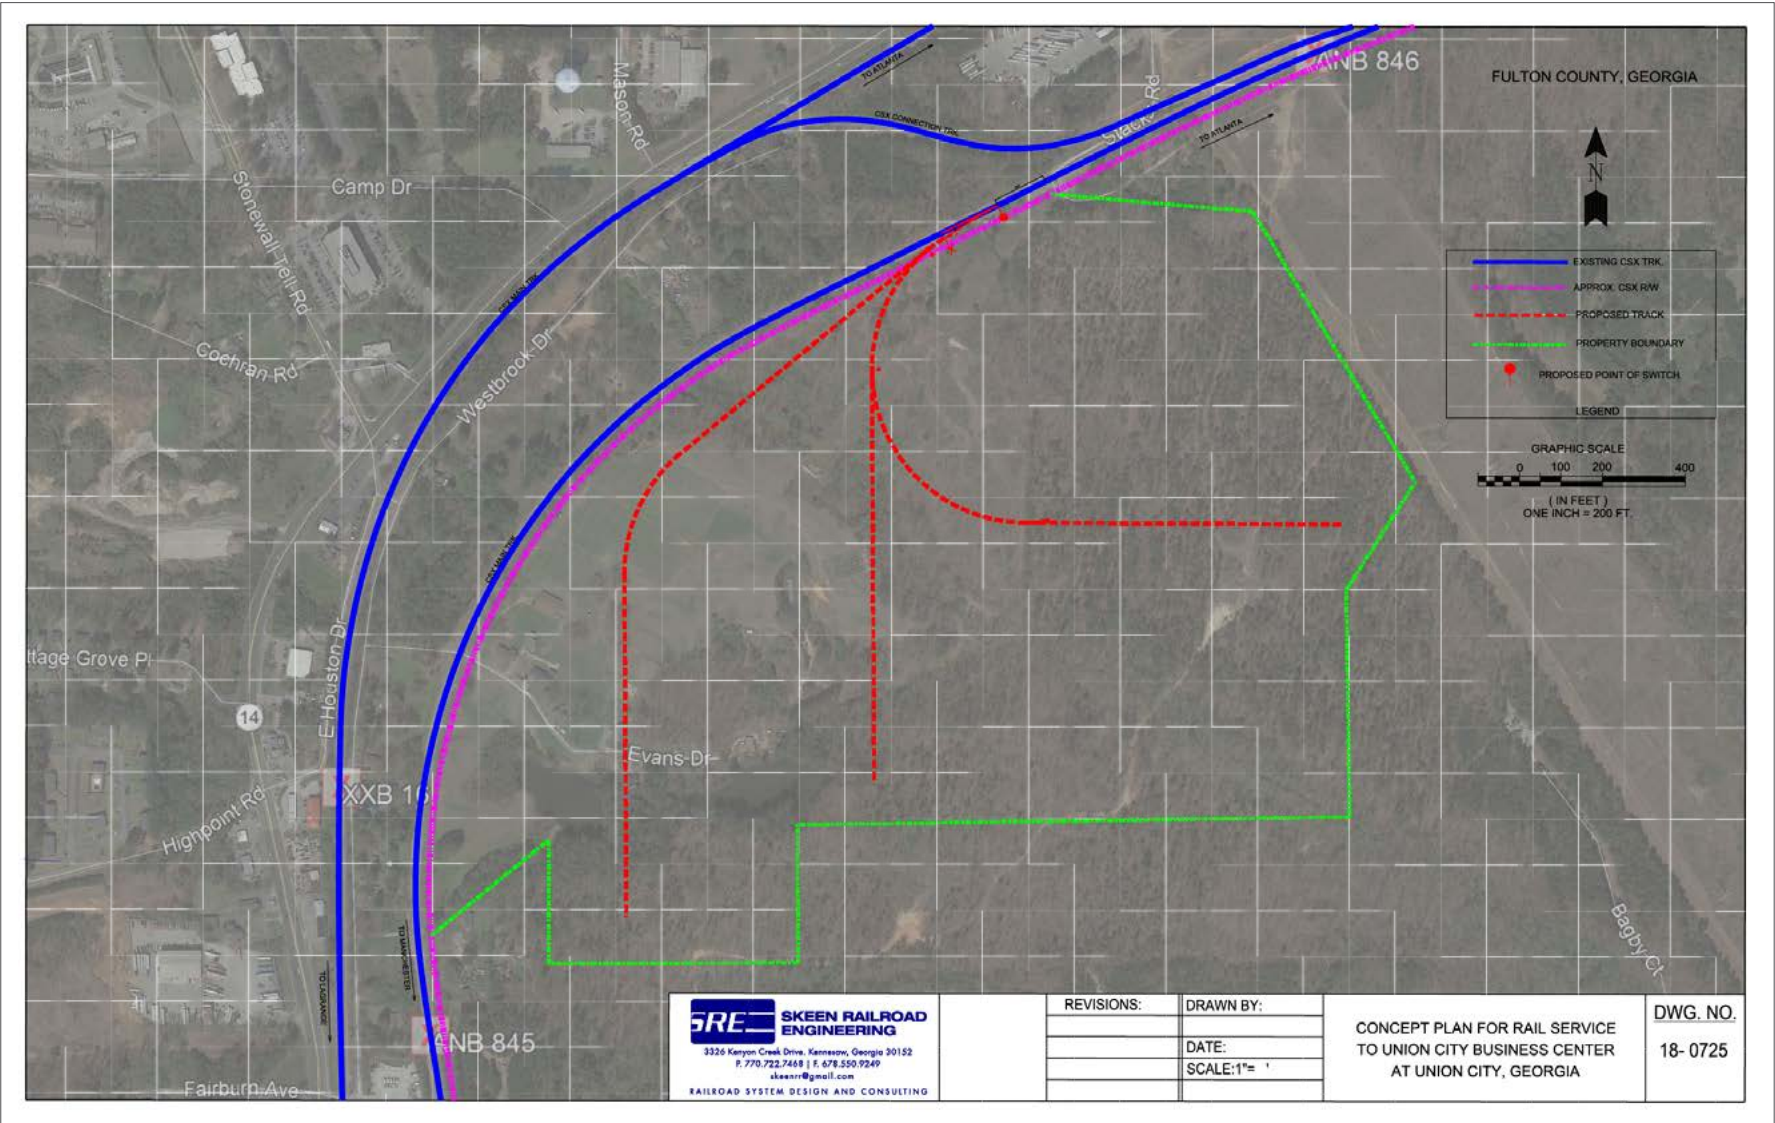 FULTON COUNTY, GEORGIA
N
ANB 846
TO ATLANTA
CSX CONNECTION TRK.
TO ATLANTA
Mason Rd
Camp Dr
Stonewall Tell Rd
Cochran Rd
Westbrook Dr
CSX MAIN TRK.
CSX MAIN TRK.
EXISTING CSX TRK.
APPROX. CSX R/W
PROPOSED TRACK
PROPERTY BOUNDARY
PROPOSED POINT OF SWITCH
LEGEND
GRAPHIC SCALE
0 100 200 400
( IN FEET )
ONE INCH = 200 FT.
ttage Grove Pl
E Houston Dr
14
Evans Dr
XXB 16
Highpoint Rd
Bagby Ct
TO MANCHESTER
TO LAGRANGE
ANB 845
Fairburn Ave
SRE
SKEEN RAILROAD
ENGINEERING
3326 Kenyon Creek Drive. Kennesaw, Georgia 30152
P. 770.722.7468 | F. 678.550.9249
skeenrr@gmail.com
RAILROAD SYSTEM DESIGN AND CONSULTING
REVISIONS:
DRAWN BY:
DATE:
SCALE:1"= '
CONCEPT PLAN FOR RAIL SERVICE
TO UNION CITY BUSINESS CENTER
AT UNION CITY, GEORGIA
DWG. NO.
18- 0725